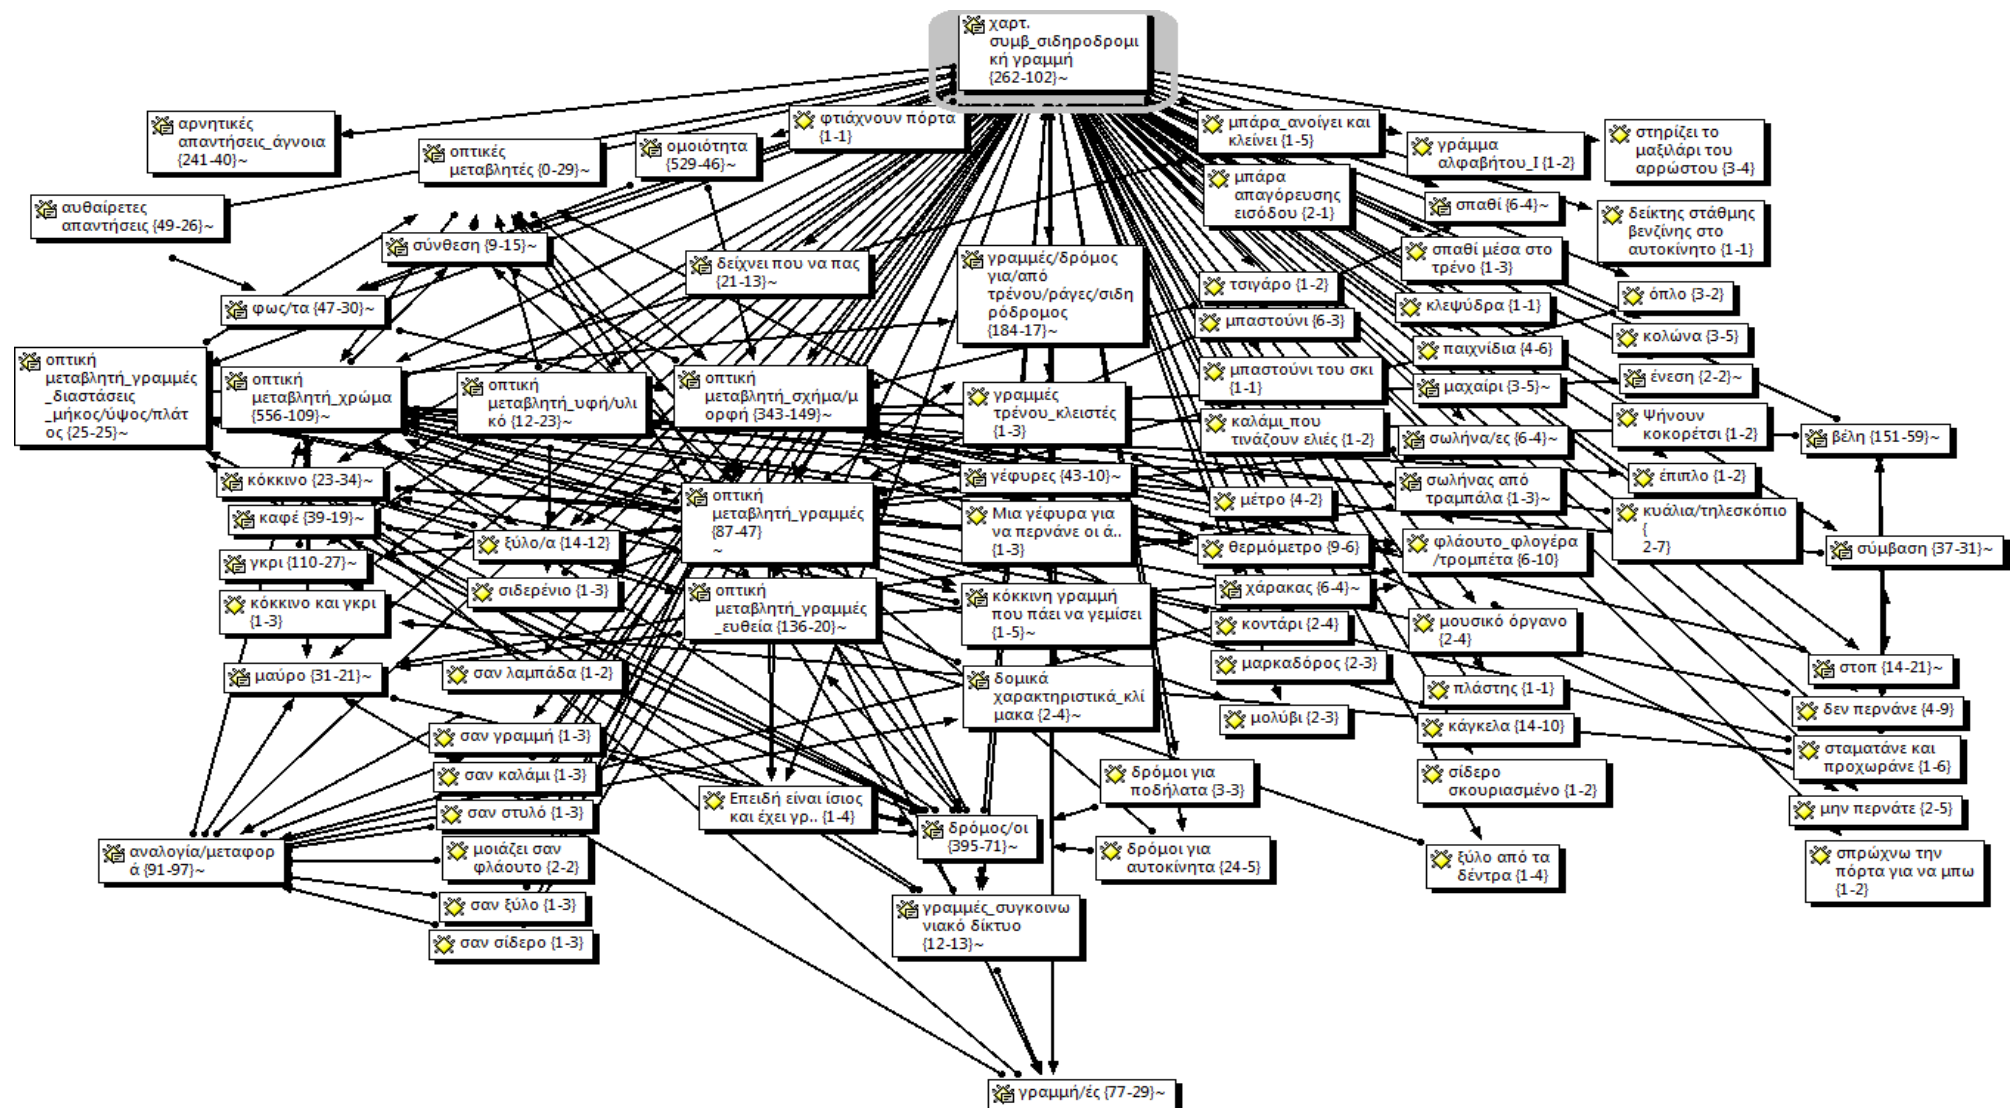 χαρτ.
συμβ_σιδηροδρομι
κή γραμμή
{262-102}~
αρνητικές
απαντήσεις_άγνοια
{241-40}~
οπτικές
μεταβλητές {0-29}~
ομοιότητα
{529-46}~
φτιάχνουν πόρτα
{1-1}
μπάρα_ανοίγει και
κλείνει {1-5}
γράμμα
αλφαβήτου_Ι {1-2}
στηρίζει το
μαξιλάρι του
αρρώστου {3-4}
αυθαίρετες
απαντήσεις {49-26}~
σύνθεση {9-15}~
δείχνει που να πας
{21-13}~
γραμμές/δρόμος
για/από
τρένου/ράγες/σιδη
ρόδρομος
{184-17}~
μπάρα
απαγόρευσης
εισόδου {2-1}
σπαθί {6-4}~
δείκτης στάθμης
βενζίνης στο
αυτοκίνητο {1-1}
σπαθί μέσα στο
τρένο {1-3}
φως/τα {47-30}~
τσιγάρο {1-2}
κλεψύδρα {1-1}
όπλο {3-2}
μπαστούνι {6-3}
κολώνα {3-5}
οπτική
μεταβλητή_γραμμές
_διαστάσεις
_μήκος/ύψος/πλάτ
ος {25-25}~
οπτική
μεταβλητή_χρώμα
{556-109}~
οπτική
μεταβλητή_υφή/υλι
κό {12-23}~
οπτική
μεταβλητή_σχήμα/μ
ορφή {343-149}~
γραμμές
τρένου_κλειστές
{1-3}
μπαστούνι του σκι
{1-1}
παιχνίδια {4-6}
μαχαίρι {3-5}~
ένεση {2-2}~
καλάμι_που
τινάζουν ελιές {1-2}
σωλήνα/ες {6-4}~
Ψήνουν
κοκορέτσι {1-2}
βέλη {151-59}~
κόκκινο {23-34}~
γέφυρες {43-10}~
μέτρο {4-2}
σωλήνας από
τραμπάλα {1-3}~
έπιπλο {1-2}
καφέ {39-19}~
οπτική
μεταβλητή_γραμμές
{87-47}
~
Μια γέφυρα για
να περνάνε οι ά..
{1-3}
κυάλια/τηλεσκόπιο
{
2-7}
ξύλο/α {14-12}
θερμόμετρο {9-6}
φλάουτο_φλογέρα
/τρομπέτα {6-10}
σύμβαση {37-31}~
γκρι {110-27}~
σιδερένιο {1-3}
οπτική
μεταβλητή_γραμμές
_ευθεία {136-20}~
κόκκινη γραμμή
που πάει να γεμίσει
{1-5}~
χάρακας {6-4}~
κόκκινο και γκρι
{1-3}
κοντάρι {2-4}
μουσικό όργανο
{2-4}
μαύρο {31-21}~
σαν λαμπάδα {1-2}
δομικά
χαρακτηριστικά_κλί
μακα {2-4}~
μαρκαδόρος {2-3}
πλάστης {1-1}
στοπ {14-21}~
μολύβι {2-3}
κάγκελα {14-10}
δεν περνάνε {4-9}
σαν γραμμή {1-3}
σταματάνε και
προχωράνε {1-6}
σαν καλάμι {1-3}
Επειδή είναι ίσιος
και έχει γρ.. {1-4}
δρόμοι για
ποδήλατα {3-3}
σίδερο
σκουριασμένο {1-2}
μην περνάτε {2-5}
σαν στυλό {1-3}
δρόμος/οι
{395-71}~
αναλογία/μεταφορ
ά {91-97}~
μοιάζει σαν
φλάουτο {2-2}
δρόμοι για
αυτοκίνητα {24-5}
ξύλο από τα
δέντρα {1-4}
σπρώχνω την
πόρτα για να μπω
{1-2}
σαν ξύλο {1-3}
γραμμές_συγκοινω
νιακό δίκτυο
{12-13}~
σαν σίδερο {1-3}
γραμμή/ές {77-29}~